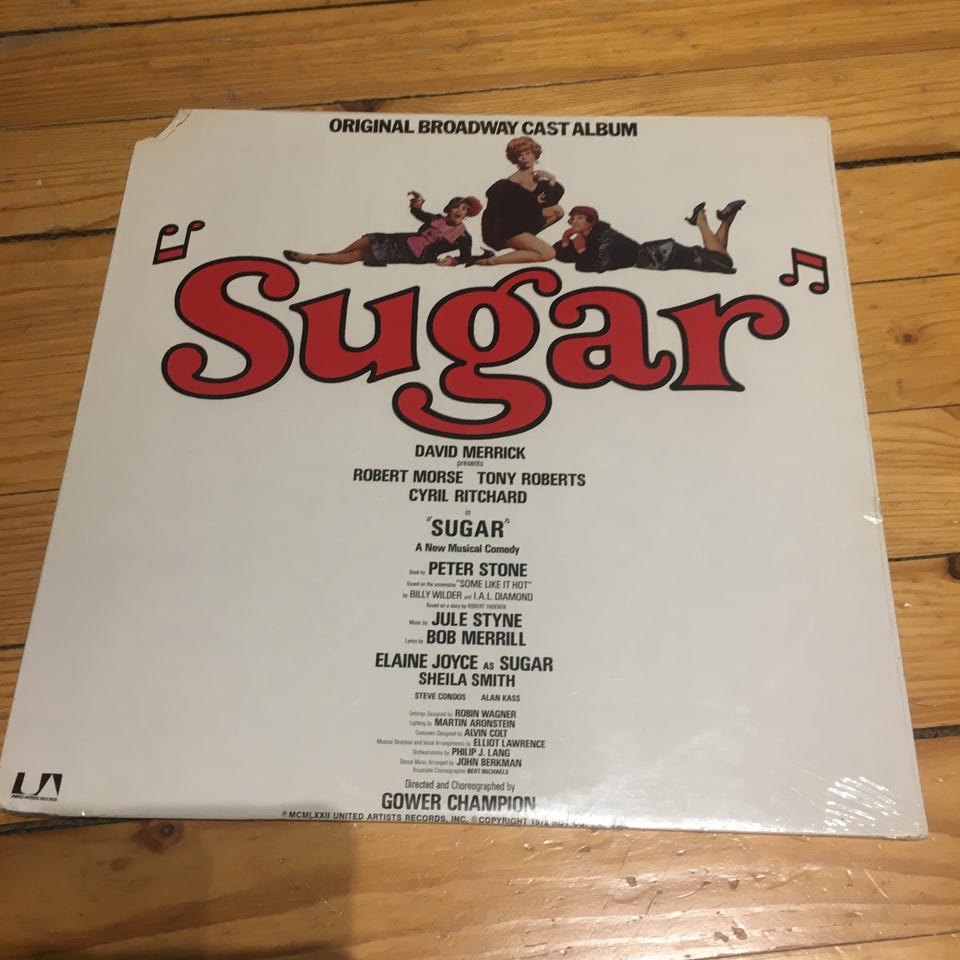 ORIGINAL BROADWAY CAST ALBUM
Sugar
DAVID MERRICK
presents
ROBERT MORSE TONY ROBERTS
CYRIL RITCHARD
in
"SUGAR"
A New Musical Comedy
Book by PETER STONE
Based on the screenplay "SOME LIKE IT HOT"
by BILLY WILDER and I.A.L. DIAMOND
Based on a story by ROBERT THOEREN
Music by JULE STYNE
Lyrics by BOB MERRILL
ELAINE JOYCE AS SUGAR
SHEILA SMITH
STEVE CONDOS ALAN KASS
Settings Designed by ROBIN WAGNER
Lighting by MARTIN ARONSTEIN
Costumes Designed by ALVIN COLT
Musical Direction and Vocal Arrangements by ELLIOT LAWRENCE
Orchestrations by PHILIP J. LANG
Dance Music Arranged by JOHN BERKMAN
Associate Choreographer BERT MICHAELS
Directed and Choreographed by
GOWER CHAMPION
UA
UNITED ARTISTS RECORDS
℗ MCMLXXII UNITED ARTISTS RECORDS, INC. © COPYRIGHT 1972